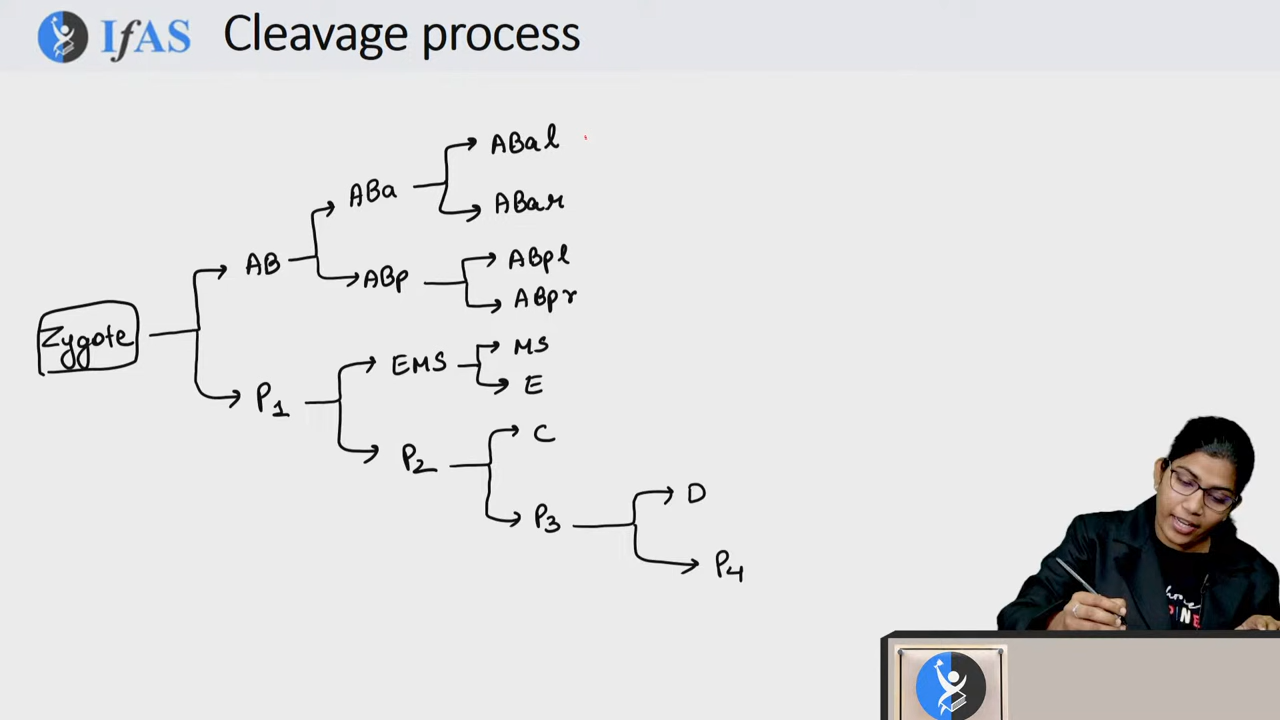 IfAS Cleavage process
ABal
ABa
ABar
AB
ABpl
ABp
ABpr
Zygote
MS
EMS
E
P1
C
P2
D
P3
P4